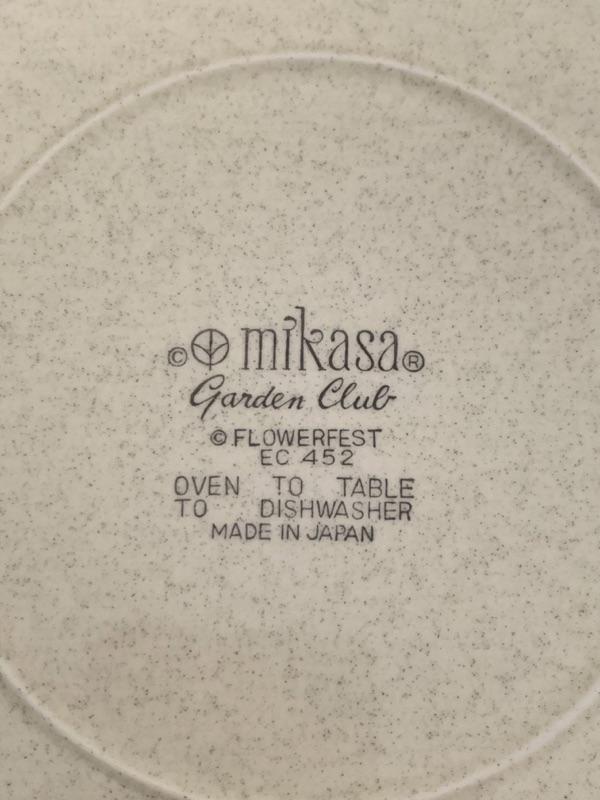 © mikasa®
Garden Club
© FLOWERFEST
EC 452
OVEN TO TABLE
TO DISHWASHER
MADE IN JAPAN